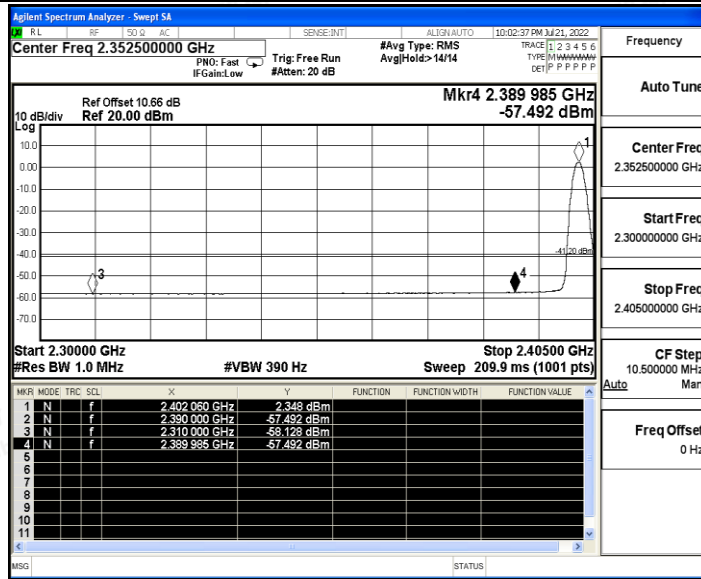 Agilent Spectrum Analyzer - Swept SA
RL RF 50 Ω AC SENSE:INT ALIGN AUTO 10:02:37 PM Jul 21, 2022
Center Freq 2.352500000 GHz
PNO: Fast
IFGain:Low
Trig: Free Run
#Atten: 20 dB
#Avg Type: RMS
Avg|Hold:> 14/14
TRACE 1 2 3 4 5 6
TYPE MWWWWW
DET P P P P P P
Mkr4 2.389 985 GHz
-57.492 dBm
Ref Offset 10.66 dB
10 dB/div Ref 20.00 dBm
Log
10.0
0.00
-10.0
-20.0
-30.0
-40.0
-50.0
-60.0
-70.0
1
-41.20 dBm
3
4
Start 2.30000 GHz Stop 2.40500 GHz
#Res BW 1.0 MHz #VBW 390 Hz Sweep 209.9 ms (1001 pts)
MKR MODE TRC SCL X Y FUNCTION FUNCTION WIDTH FUNCTION VALUE
1 N f 2.402 060 GHz 2.348 dBm
2 N f 2.390 000 GHz -57.492 dBm
3 N f 2.310 000 GHz -58.128 dBm
4 N f 2.389 985 GHz -57.492 dBm
5
6
7
8
9
10
11
MSG STATUS
Frequency
Auto Tune
Center Freq
2.352500000 GHz
Start Freq
2.300000000 GHz
Stop Freq
2.405000000 GHz
CF Step
10.500000 MHz
Auto Man
Freq Offset
0 Hz